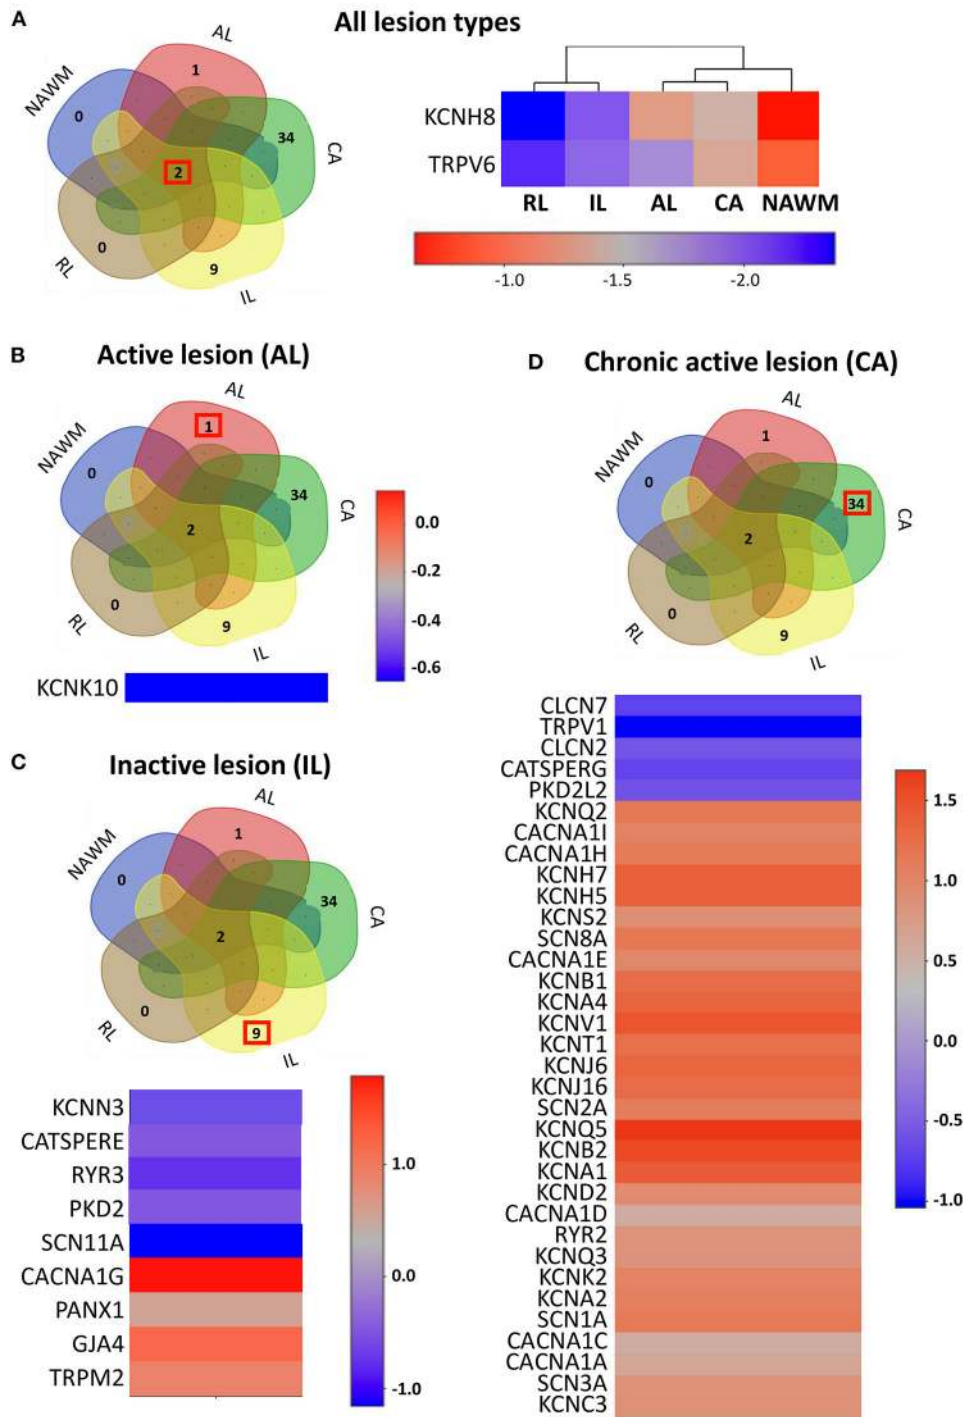 A
All lesion types
AL
1
NAWM
0
34
CA
2
0
RL
9
IL
KCNH8
TRPV6
RL IL AL CA NAWM
-1.0 -1.5 -2.0
B
Active lesion (AL)
AL
1
NAWM
0
34
CA
2
0
RL
9
IL
0.0
-0.2
-0.4
-0.6
KCNK10
C
Inactive lesion (IL)
AL
1
NAWM
0
34
CA
2
0
RL
9
IL
KCNN3
CATSPERE
RYR3
PKD2
SCN11A
CACNA1G
PANX1
GJA4
TRPM2
1.0
0.0
-1.0
D
Chronic active lesion (CA)
AL
1
NAWM
0
34
CA
2
0
RL
9
IL
CLCN7
TRPV1
CLCN2
CATSPERG
PKD2L2
KCNQ2
CACNA1I
CACNA1H
KCNH7
KCNH5
KCNS2
SCN8A
CACNA1E
KCNB1
KCNA4
KCNV1
KCNT1
KCNJ6
KCNJ16
SCN2A
KCNQ5
KCNB2
KCNA1
KCND2
CACNA1D
RYR2
KCNQ3
KCNK2
KCNA2
SCN1A
CACNA1C
CACNA1A
SCN3A
KCNC3
1.5
1.0
0.5
0.0
-0.5
-1.0